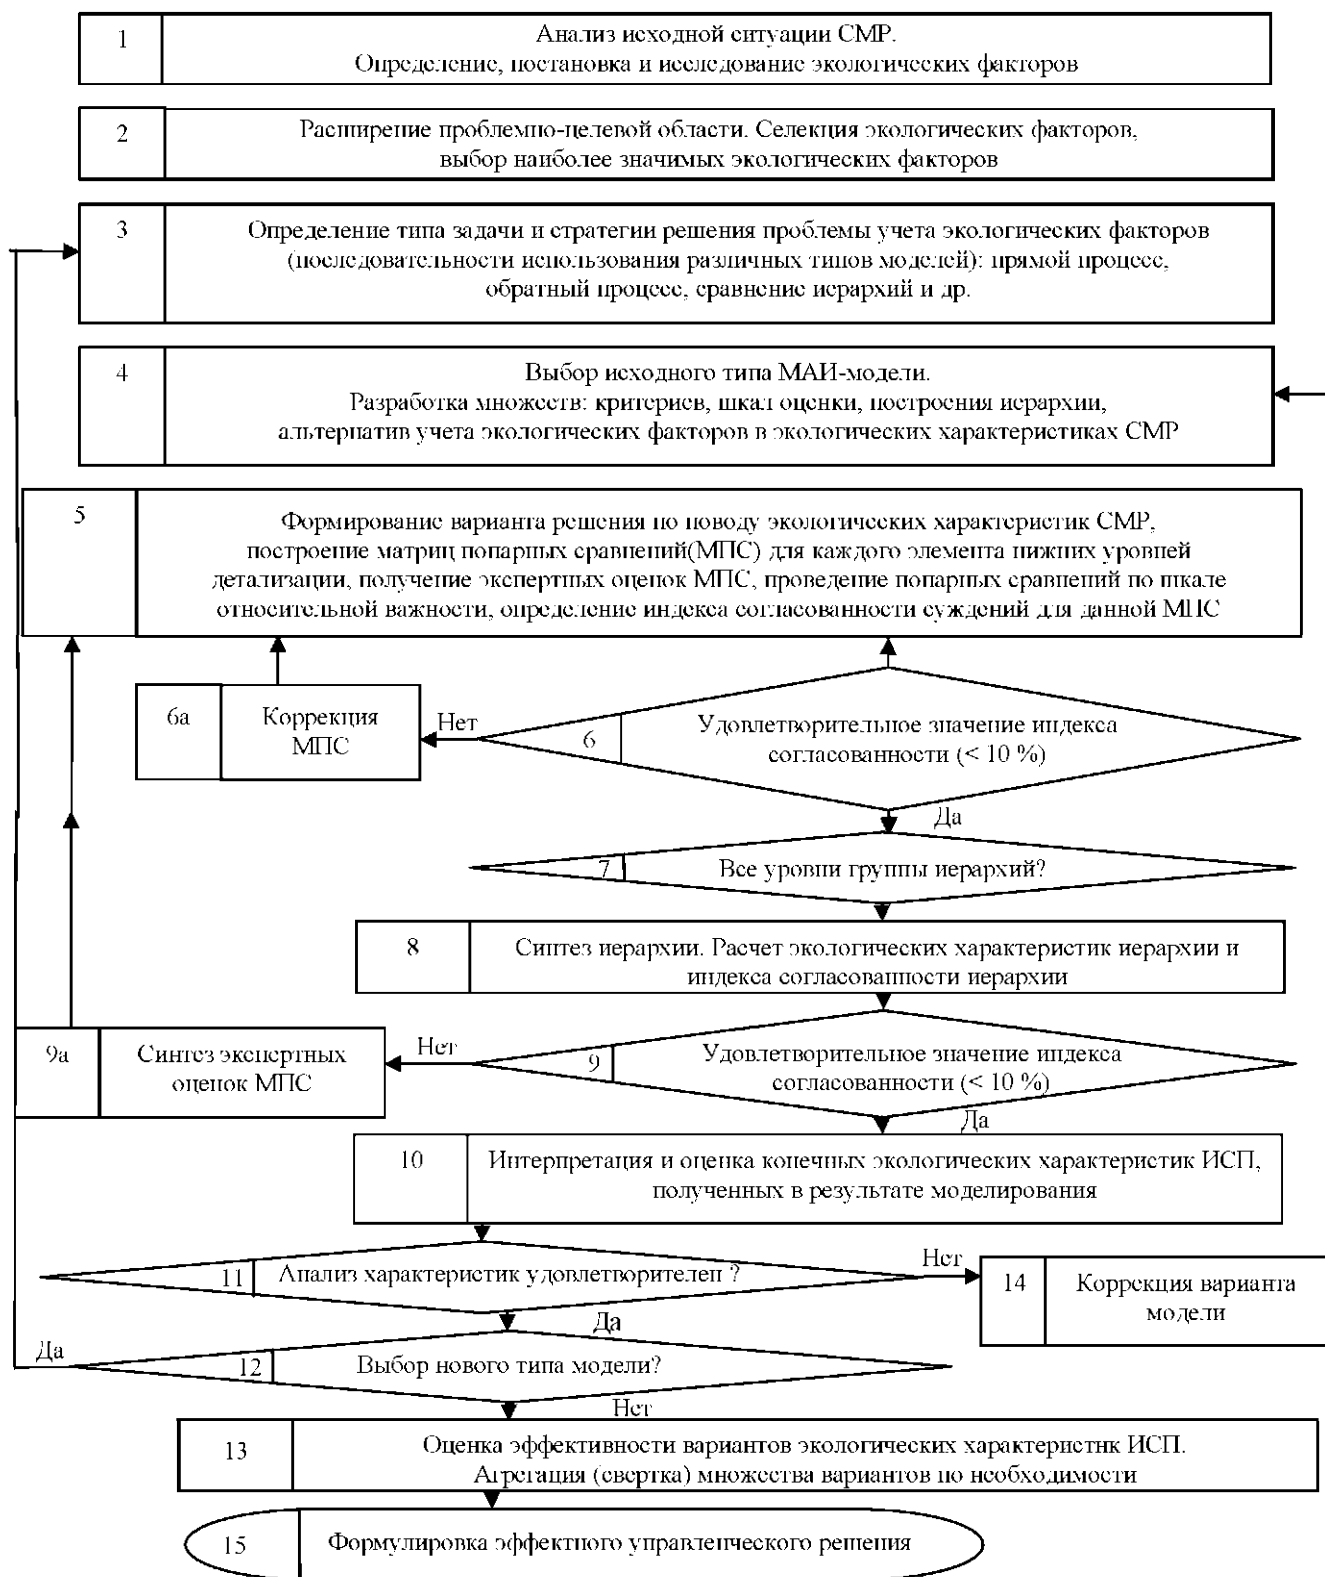 1
Анализ исходной ситуации СМР.
Определение, постановка и исследование экологических факторов
2
Расширение проблемно-целевой области. Селекция экологических факторов,
выбор наиболее значимых экологических факторов
3
Определение типа задачи и стратегии решения проблемы учета экологических факторов
(последовательности использования различных типов моделей): прямой процесс,
обратный процесс, сравнение иерархий и др.
4
Выбор исходного типа МАИ-модели.
Разработка множеств: критериев, шкал оценки, построения иерархии,
альтернатив учета экологических факторов в экологических характеристиках СМР
5
Формирование варианта решения по поводу экологических характеристик СМР,
построение матриц попарных сравнений(МПС) для каждого элемента нижних уровней
детализации, получение экспертных оценок МПС, проведение попарных сравнений по шкале
относительной важности, определение индекса согласованности суждений для данной МПС
6а
Коррекция
МПС
Нет
6
Удовлетворительное значение индекса
согласованности (< 10 %)
Да
7
Все уровни группы иерархий?
8
Синтез иерархии. Расчет экологических характеристик иерархии и
индекса согласованности иерархии
9а
Синтез экспертных
оценок МПС
Нет
9
Удовлетворительное значение индекса
согласованности (< 10 %)
Да
10
Интерпретация и оценка конечных экологических характеристик ИСП,
полученных в результате моделирования
11
Анализ характеристик удовлетворителен ?
Нет
14
Коррекция варианта
модели
Да
Да
12
Выбор нового типа модели?
Нет
13
Оценка эффективности вариантов экологических характеристик ИСП.
Агрегация (свертка) множества вариантов по необходимости
15
Формулировка эффектного управленческого решения